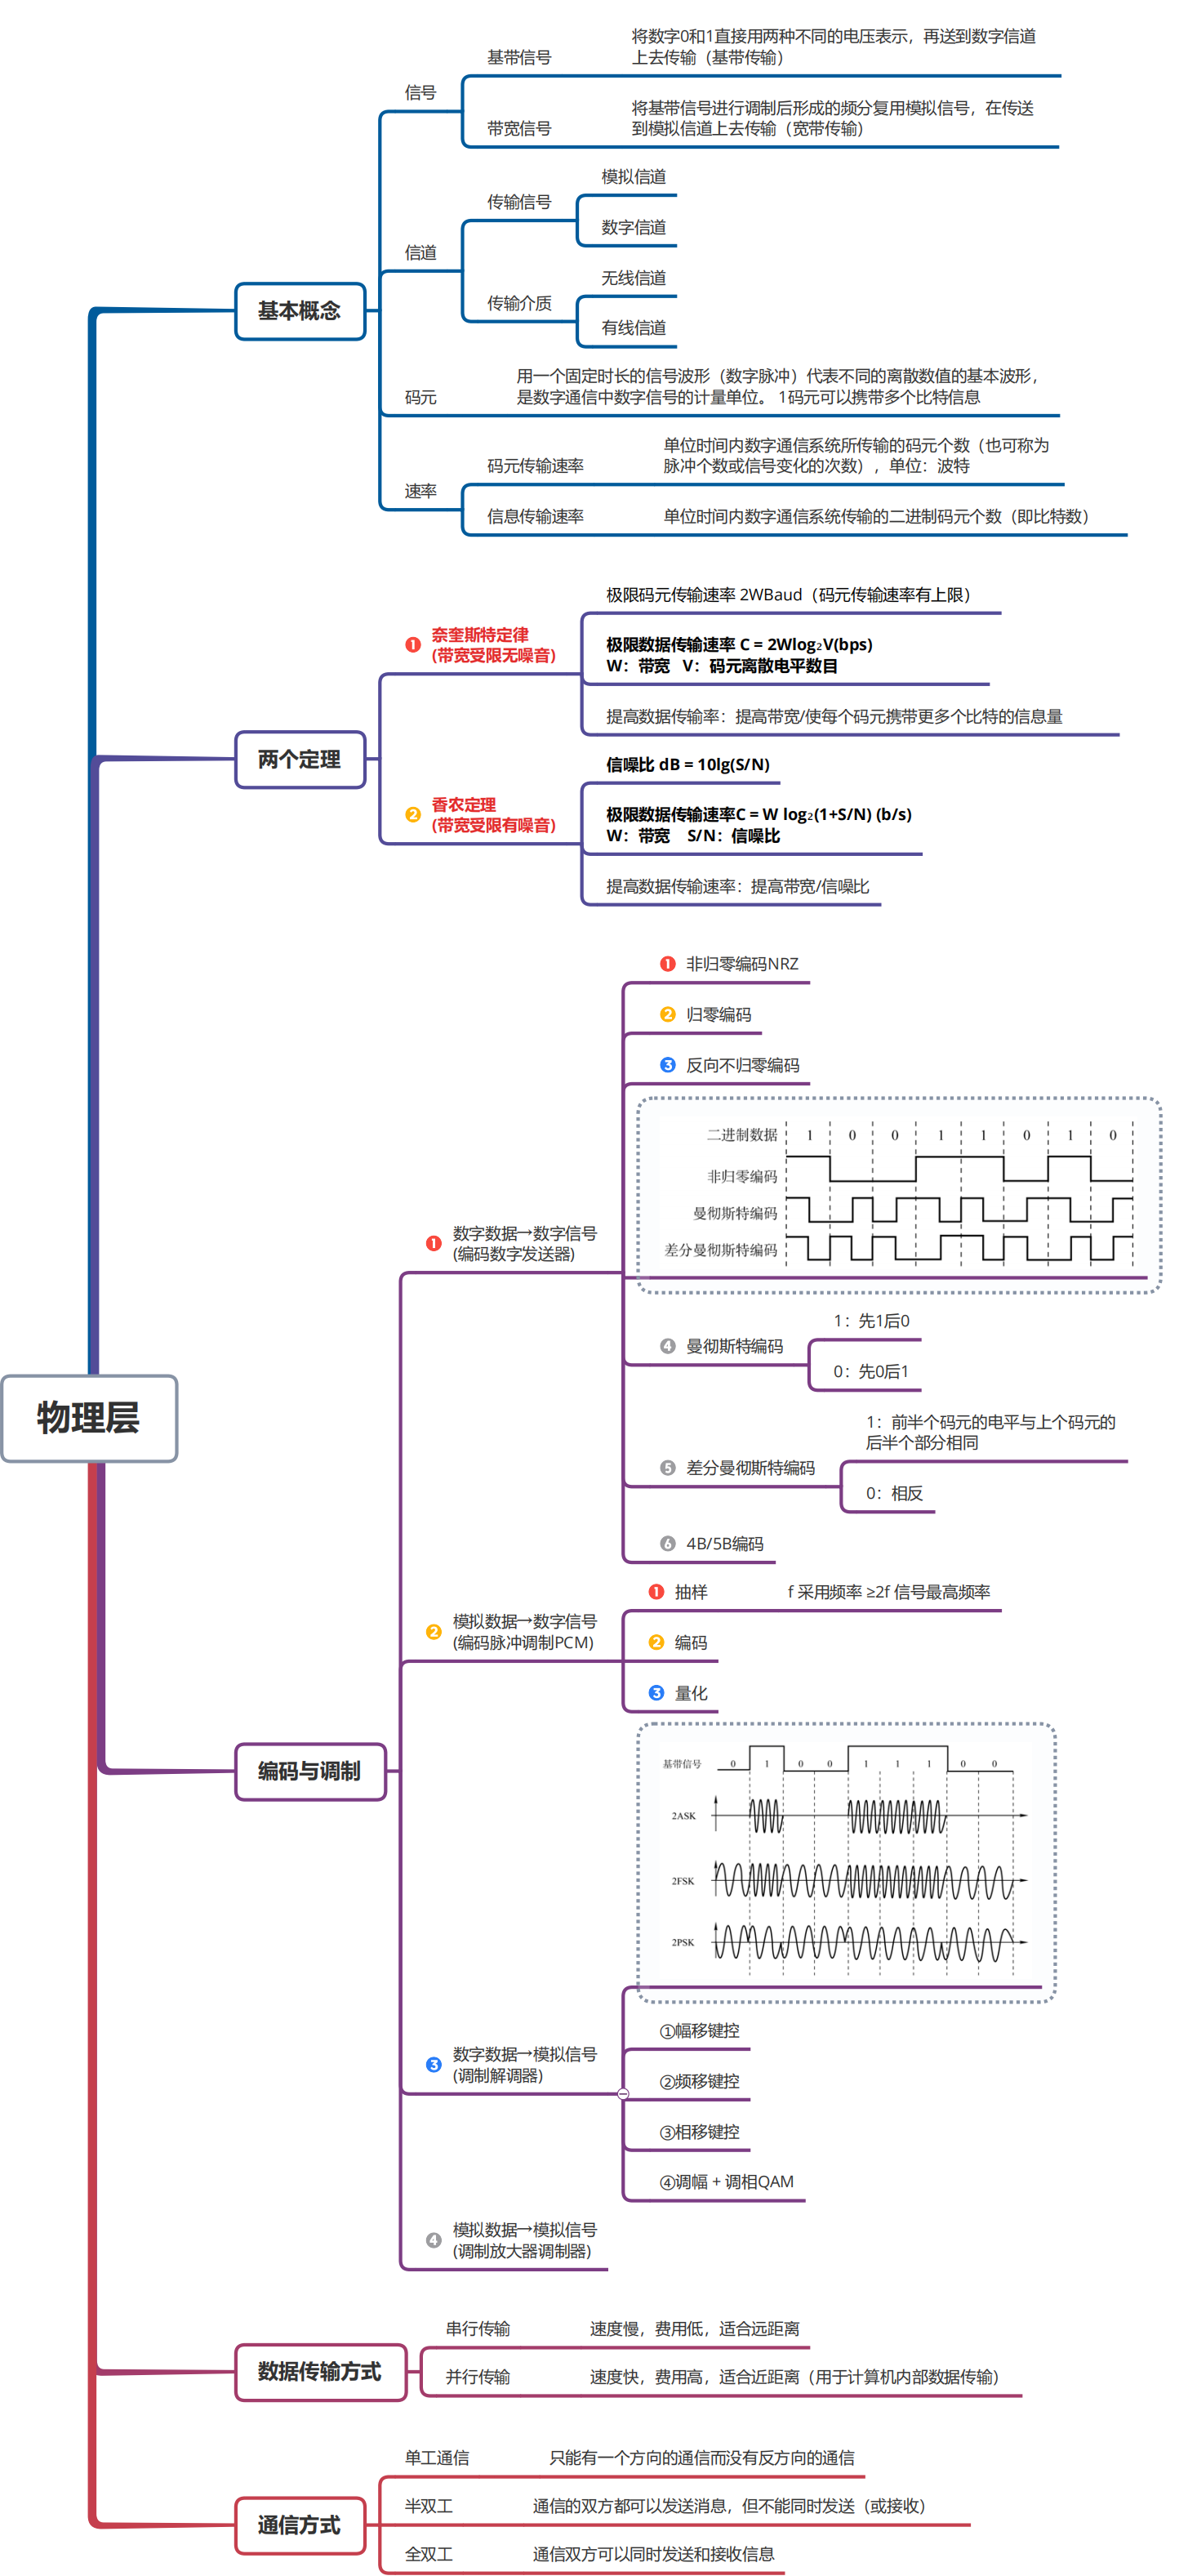 物理层
基本概念
信号
基带信号
将数字0和1直接用两种不同的电压表示，再送到数字信道
上去传输（基带传输）
带宽信号
将基带信号进行调制后形成的频分复用模拟信号，在传送
到模拟信道上去传输（宽带传输）
信道
传输信号
模拟信道
数字信道
传输介质
无线信道
有线信道
码元
用一个固定时长的信号波形（数字脉冲）代表不同的离散数值的基本波形，
是数字通信中数字信号的计量单位。 1码元可以携带多个比特信息
速率
码元传输速率
单位时间内数字通信系统所传输的码元个数（也可称为
脉冲个数或信号变化的次数），单位：波特
信息传输速率
单位时间内数字通信系统传输的二进制码元个数（即比特数）
两个定理
1 奈奎斯特定律
(带宽受限无噪音)
极限码元传输速率 2WBaud（码元传输速率有上限）
极限数据传输速率 C = 2Wlog₂V(bps)
W：带宽 V：码元离散电平数目
提高数据传输率：提高带宽/使每个码元携带更多个比特的信息量
2 香农定理
(带宽受限有噪音)
信噪比 dB = 10lg(S/N)
极限数据传输速率C = W log₂(1+S/N) (b/s)
W：带宽 S/N：信噪比
提高数据传输速率：提高带宽/信噪比
编码与调制
1 数字数据→数字信号
(编码数字发送器)
1 非归零编码NRZ
2 归零编码
3 反向不归零编码
二进制数据 1 0 0 1 1 0 1 0
非归零编码
曼彻斯特编码
差分曼彻斯特编码
4 曼彻斯特编码
1：先1后0
0：先0后1
5 差分曼彻斯特编码
1：前半个码元的电平与上个码元的
后半个部分相同
0：相反
6 4B/5B编码
2 模拟数据→数字信号
(编码脉冲调制PCM)
1 抽样
f 采用频率 ≥2f 信号最高频率
2 编码
3 量化
3 数字数据→模拟信号
(调制解调器)
基带信号 0 1 0 0 1 1 1 0 0
2ASK
2FSK
2PSK
①幅移键控
②频移键控
③相移键控
④调幅 + 调相QAM
4 模拟数据→模拟信号
(调制放大器调制器)
数据传输方式
串行传输
速度慢，费用低，适合远距离
并行传输
速度快，费用高，适合近距离（用于计算机内部数据传输）
通信方式
单工通信
只能有一个方向的通信而没有反方向的通信
半双工
通信的双方都可以发送消息，但不能同时发送（或接收）
全双工
通信双方可以同时发送和接收信息